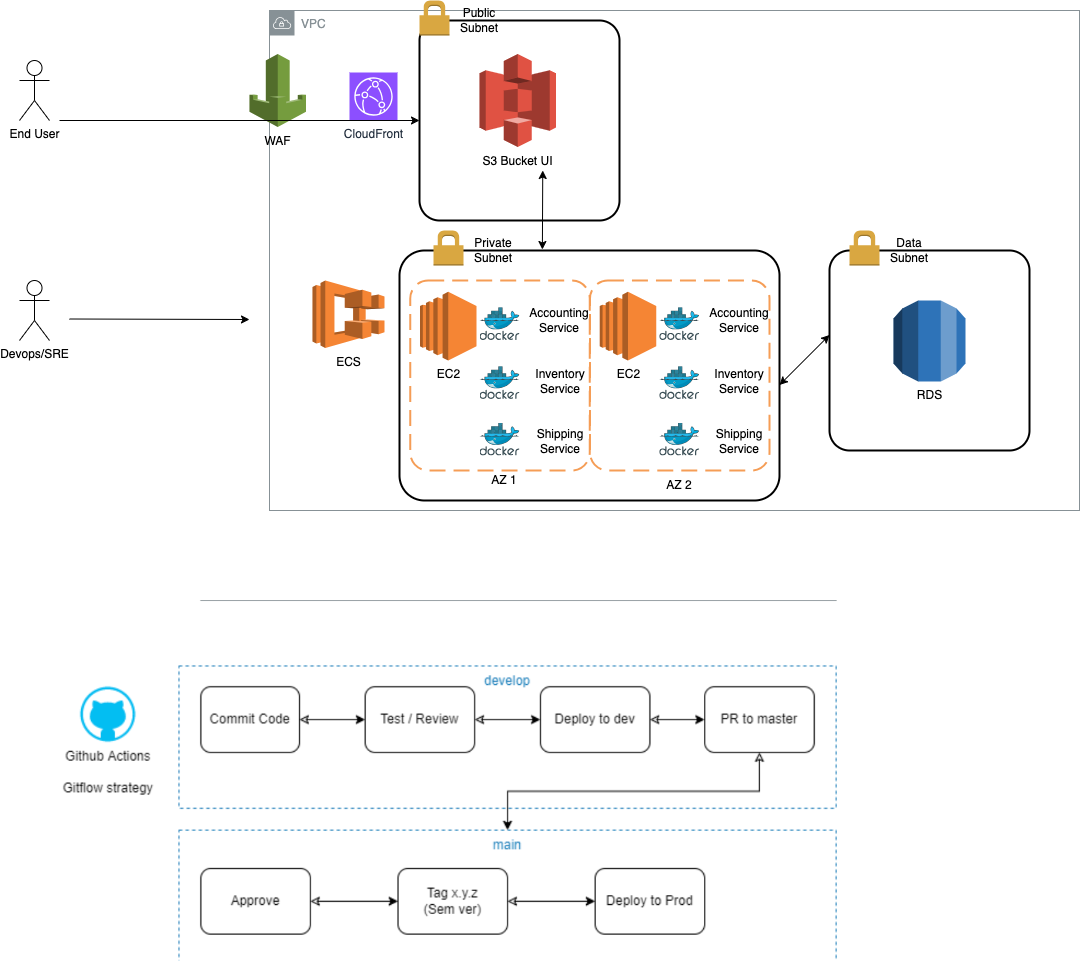 VPC
Public
Subnet
End User
WAF
CloudFront
S3 Bucket UI
Private
Subnet
Data
Subnet
Devops/SRE
ECS
EC2
docker
Accounting
Service
docker
Inventory
Service
docker
Shipping
Service
AZ 1
EC2
docker
Accounting
Service
docker
Inventory
Service
docker
Shipping
Service
AZ 2
RDS
Github Actions
Gitflow strategy
develop
Commit Code
Test / Review
Deploy to dev
PR to master
main
Approve
Tag x.y.z
(Sem ver)
Deploy to Prod